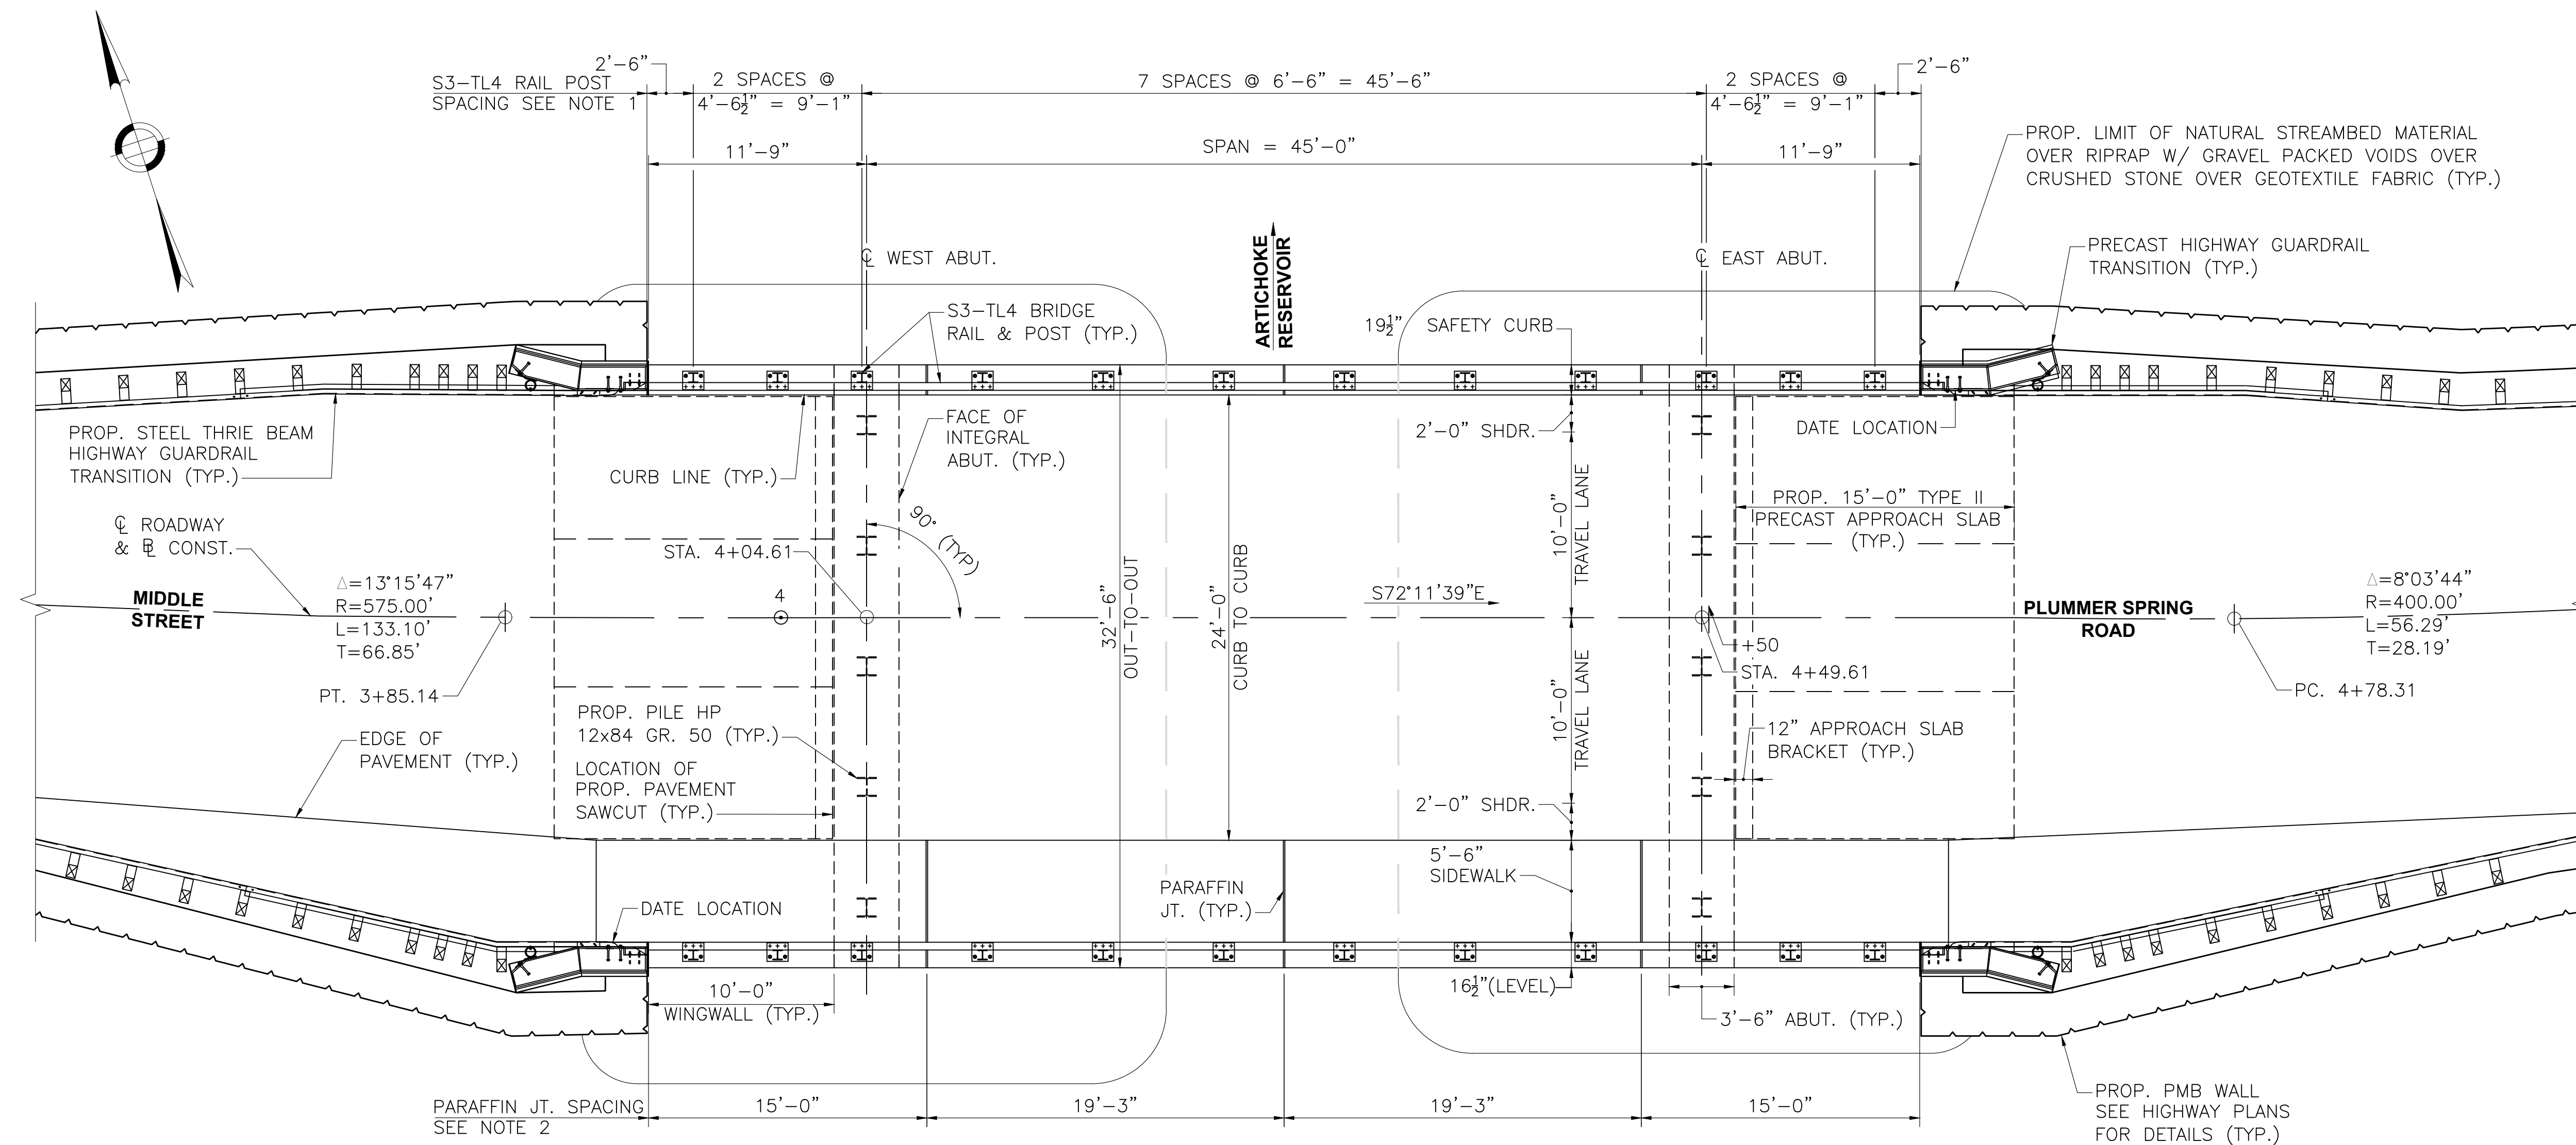 2'-6"
S3-TL4 RAIL POST
SPACING SEE NOTE 1
2 SPACES @
4'-6½" = 9'-1"
7 SPACES @ 6'-6" = 45'-6"
2 SPACES @
4'-6½" = 9'-1"
2'-6"
11'-9"
SPAN = 45'-0"
11'-9"
PROP. LIMIT OF NATURAL STREAMBED MATERIAL
OVER RIPRAP W/ GRAVEL PACKED VOIDS OVER
CRUSHED STONE OVER GEOTEXTILE FABRIC (TYP.)
℄ WEST ABUT.
ARTICHOKE
RESERVOIR
℄ EAST ABUT.
PRECAST HIGHWAY GUARDRAIL
TRANSITION (TYP.)
S3-TL4 BRIDGE
RAIL & POST (TYP.)
19½" SAFETY CURB
PROP. STEEL THRIE BEAM
HIGHWAY GUARDRAIL
TRANSITION (TYP.)
CURB LINE (TYP.)
FACE OF
INTEGRAL
ABUT. (TYP.)
2'-0" SHDR.
DATE LOCATION
℄ ROADWAY
& BL CONST.
90° (TYP)
10'-0"
TRAVEL LANE
PROP. 15'-0" TYPE II
PRECAST APPROACH SLAB
(TYP.)
STA. 4+04.61
MIDDLE
STREET
Δ=13°15'47"
R=575.00'
L=133.10'
T=66.85'
4
32'-6"
OUT-TO-OUT
24'-0"
CURB TO CURB
S72°11'39"E
PLUMMER SPRING
ROAD
Δ=8°03'44"
R=400.00'
L=56.29'
T=28.19'
+50
STA. 4+49.61
PT. 3+85.14
PC. 4+78.31
EDGE OF
PAVEMENT (TYP.)
PROP. PILE HP
12x84 GR. 50 (TYP.)
10'-0"
TRAVEL LANE
12" APPROACH SLAB
BRACKET (TYP.)
LOCATION OF
PROP. PAVEMENT
SAWCUT (TYP.)
2'-0" SHDR.
5'-6"
SIDEWALK
PARAFFIN
JT. (TYP.)
DATE LOCATION
10'-0"
WINGWALL (TYP.)
16½"(LEVEL)
3'-6" ABUT. (TYP.)
PARAFFIN JT. SPACING
SEE NOTE 2
15'-0"
19'-3"
19'-3"
15'-0"
PROP. PMB WALL
SEE HIGHWAY PLANS
FOR DETAILS (TYP.)